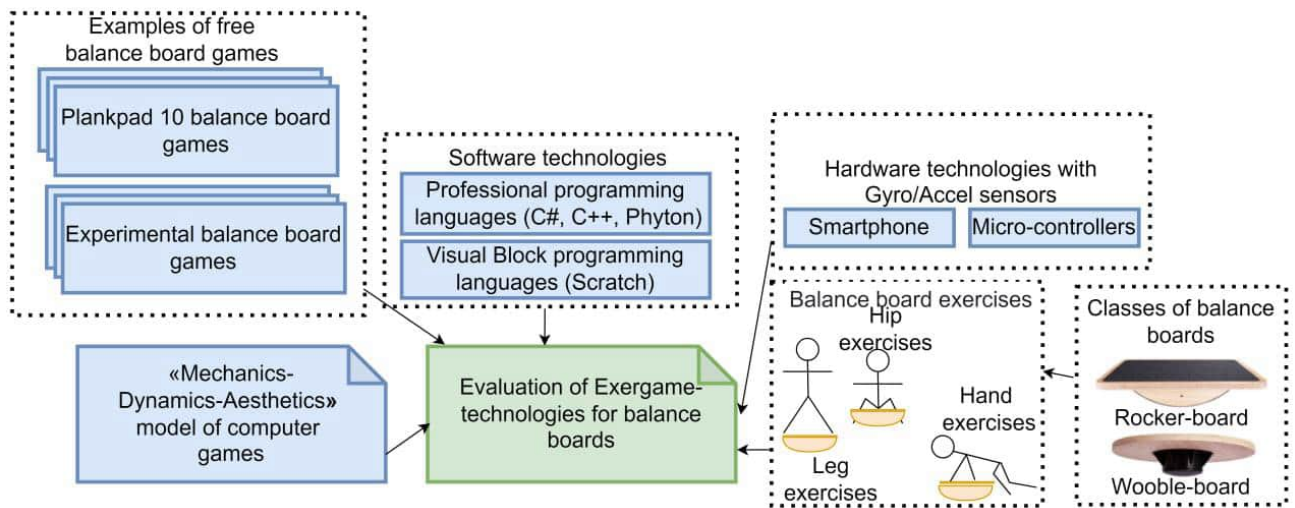 Examples of free
balance board games
Plankpad 10 balance board
games
Experimental balance board
games
Software technologies
Professional programming
languages (C#, C++, Phyton)
Visual Block programming
languages (Scratch)
Hardware technologies with
Gyro/Accel sensors
Smartphone
Micro-controllers
«Mechanics-
Dynamics-Aesthetics»
model of computer
games
Evaluation of Exergame-
technologies for balance
boards
Balance board exercises
Hip
exercises
Hand
exercises
Leg
exercises
Classes of balance
boards
Rocker-board
Wooble-board